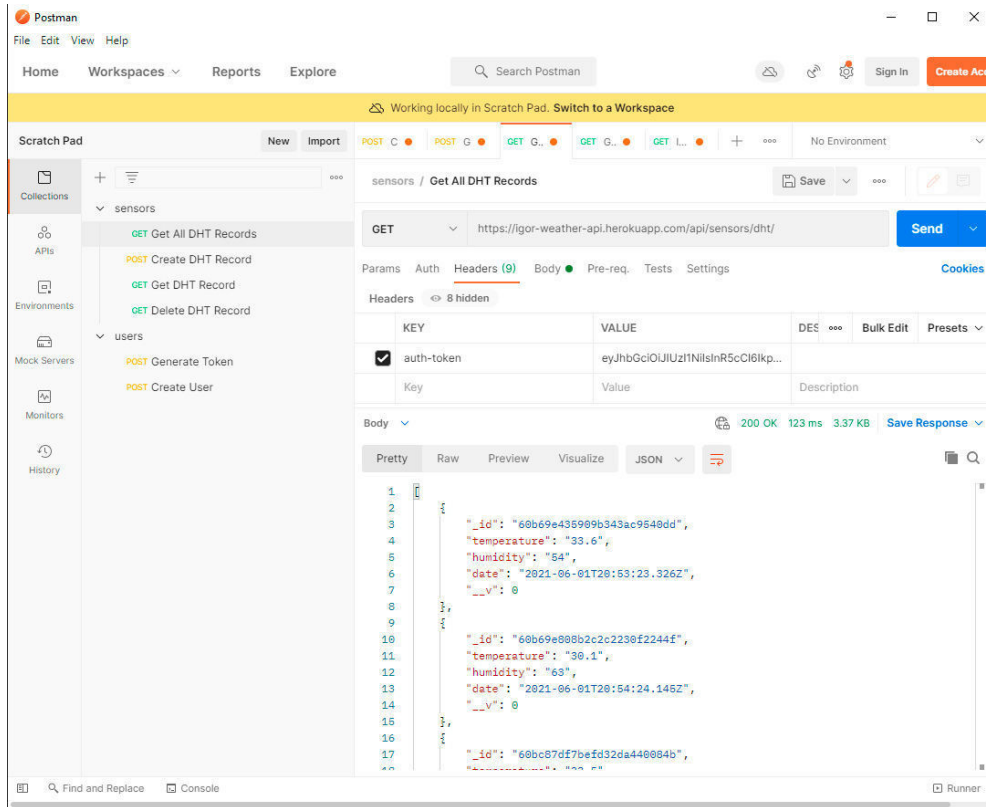 Postman
File Edit View Help
Home Workspaces Reports Explore Search Postman Sign In Create Acc
Working locally in Scratch Pad. Switch to a Workspace
Scratch Pad New Import POST C GET G.. POST G GET G.. GET I... No Environment
Collections
APIs
Environments
Mock Servers
Monitors
History
sensors
GET Get All DHT Records
POST Create DHT Record
GET Get DHT Record
GET Delete DHT Record
users
POST Generate Token
POST Create User
sensors / Get All DHT Records Save
GET https://igor-weather-api.herokuapp.com/api/sensors/dht/ Send
Params Auth Headers (9) Body Pre-req. Tests Settings Cookies
Headers 8 hidden
KEY VALUE DES Bulk Edit Presets
auth-token
Key Value Description
Body 200 OK 123 ms 3.37 KB Save Response
Pretty Raw Preview Visualize JSON
1 [
2 {
3 "_id": "60b69e435909b343ac9540dd",
4 "temperature": "33.6",
5 "humidity": "54",
6 "date": "2021-06-01T20:53:23.326Z",
7 "__v": 0
8 },
9 {
10 "_id": "60b69e808b2c2c2230f2244f",
11 "temperature": "30.1",
12 "humidity": "63",
13 "date": "2021-06-01T20:54:24.145Z",
14 "__v": 0
15 },
16 {
17 "_id": "60bc87df7befd32da440084b",
Find and Replace Console Runner